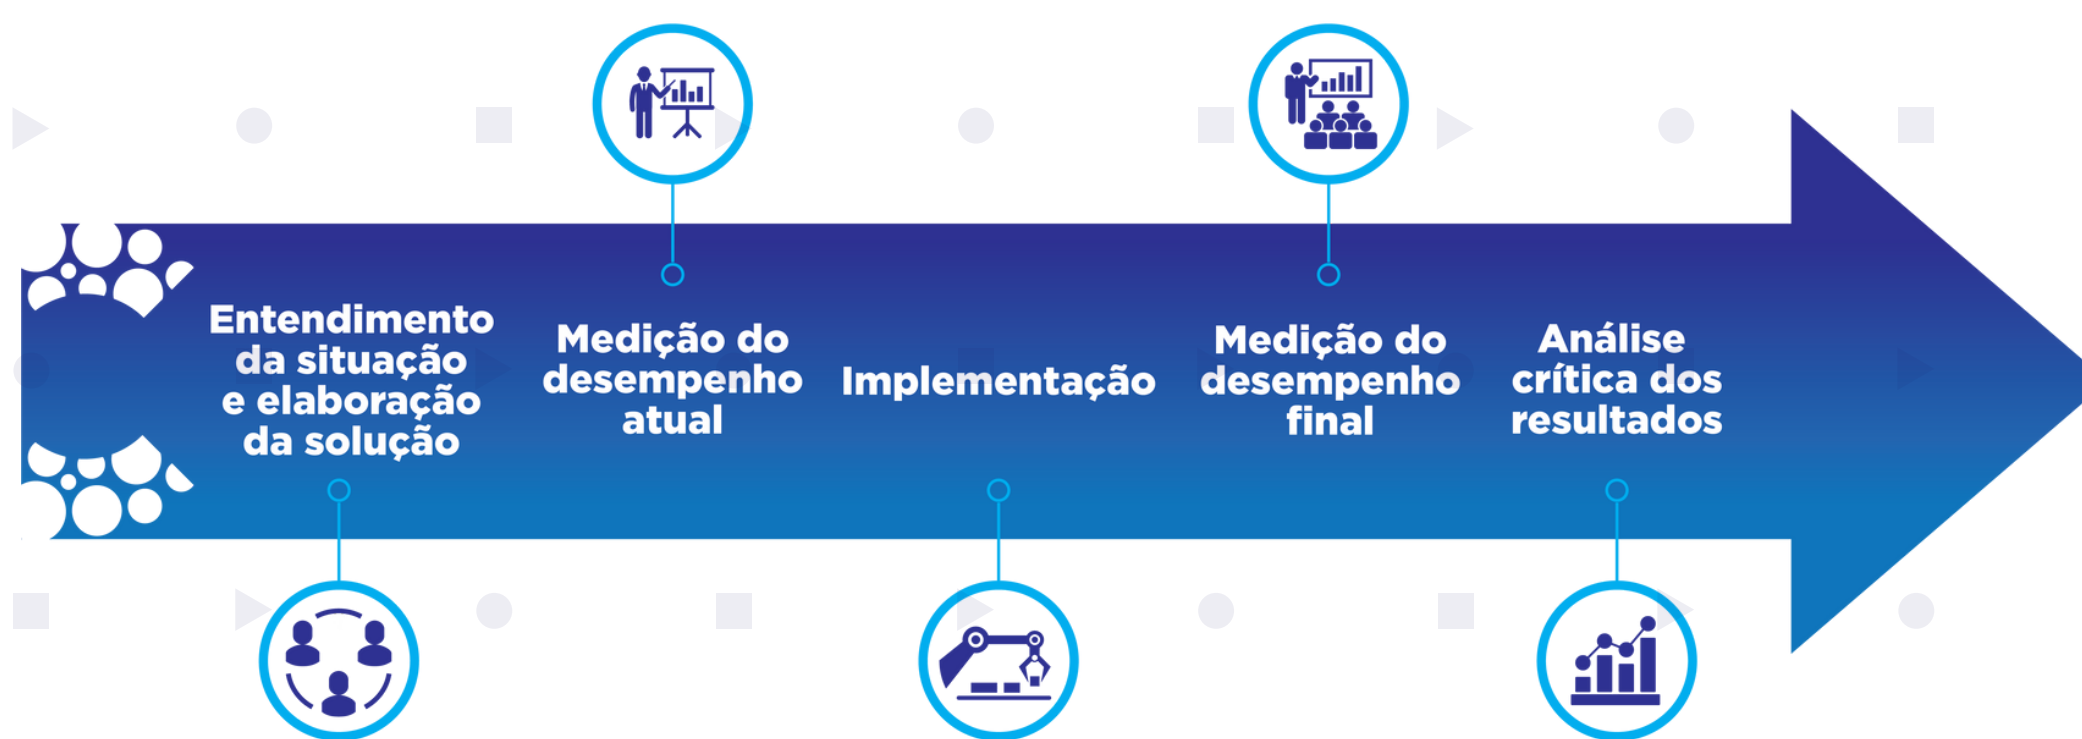 Entendimento
da situação
e elaboração
da solução
Medição do
desempenho
atual
Implementação
Medição do
desempenho
final
Análise
crítica dos
resultados